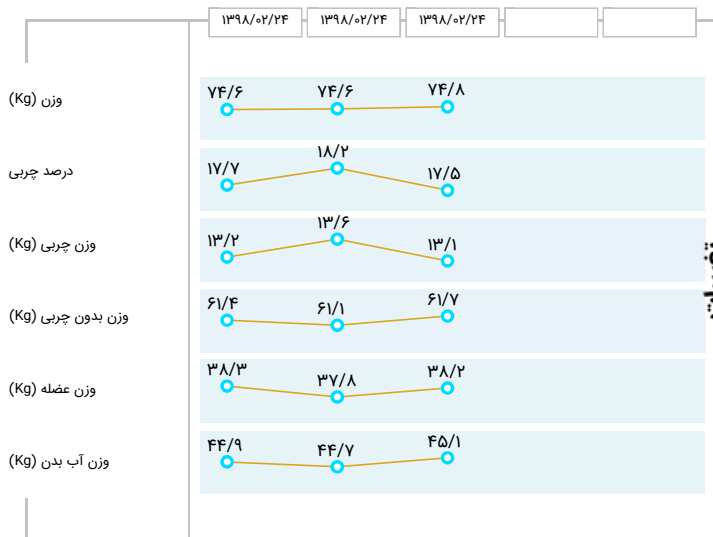 ۱۳۹۸/۰۲/۲۴ ۱۳۹۸/۰۲/۲۴ ۱۳۹۸/۰۲/۲۴
وزن (Kg)
۷۴/۶ ۷۴/۶ ۷۴/۸
درصد چربی
۱۷/۷ ۱۸/۲ ۱۷/۵
وزن چربی (Kg)
۱۳/۲ ۱۳/۶ ۱۳/۱
وزن بدون چربی (Kg)
۶۱/۴ ۶۱/۱ ۶۱/۷
وزن عضله (Kg)
۳۸/۳ ۳۷/۸ ۳۸/۲
وزن آب بدن (Kg)
۴۴/۹ ۴۴/۷ ۴۵/۱